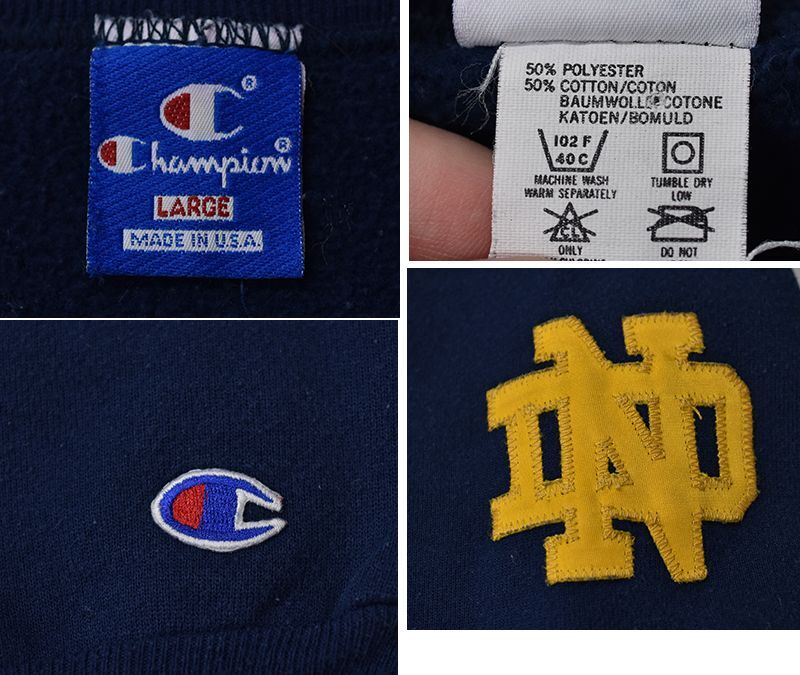 Champion
LARGE
MADE IN U.S.A.
50% POLYESTER
50% COTTON/COTON
BAUMWOLLE COTONE
KATOEN/BOMULD
102 F
40 C
MACHINE WASH
WARM SEPARATELY
TUMBLE DRY
LOW
CL
ONLY
DO NOT
ND